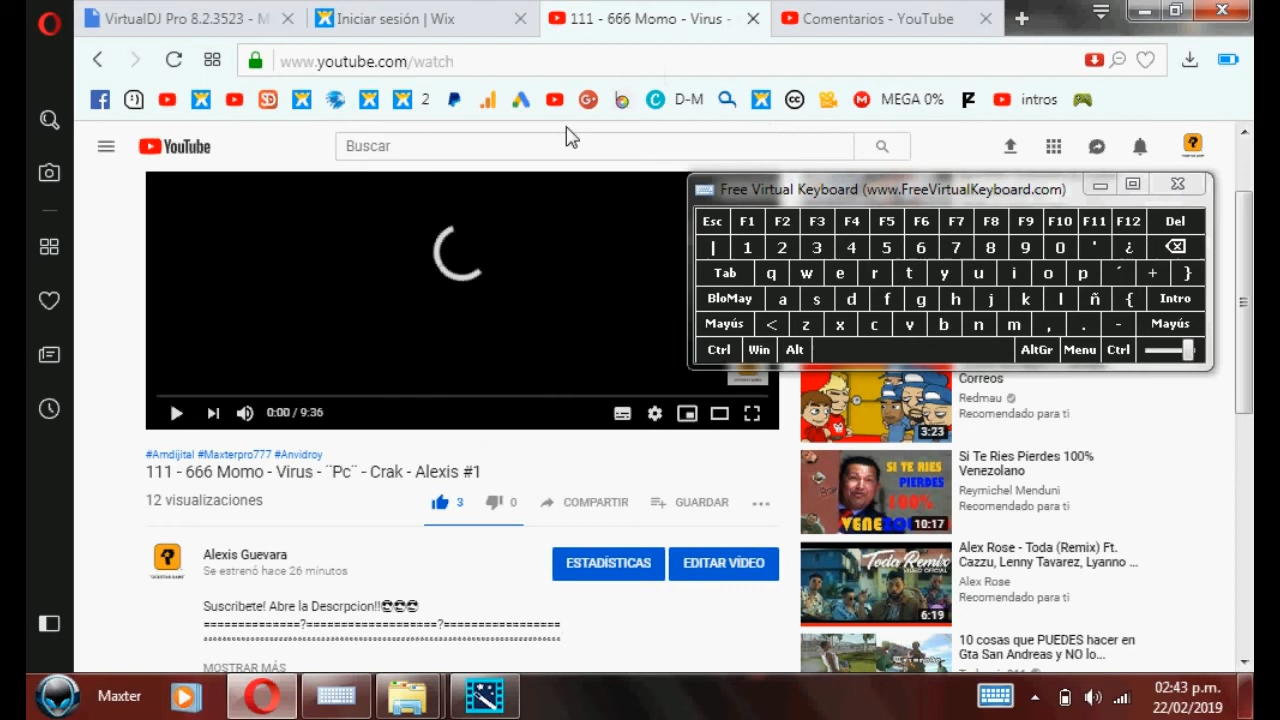 VirtualDJ Pro 8.2.3523 - M
Iniciar sesión | Wix
111 - 666 Momo - Virus -
Comentarios - YouTube
www.youtube.com/watch
2
D-M
MEGA 0%
intros
YouTube
Buscar
Free Virtual Keyboard (www.FreeVirtualKeyboard.com)
Esc F1 F2 F3 F4 F5 F6 F7 F8 F9 F10 F11 F12 Del
| 1 2 3 4 5 6 7 8 9 0 ' ¿
Tab q w e r t y u i o p ´ + }
BloMay a s d f g h j k l ñ { Intro
Mayús < z x c v b n m , . - Mayús
Ctrl Win Alt AltGr Menu Ctrl
0:00 / 9:36
#Amdijital #Maxterpro777 #Anvidroy
111 - 666 Momo - Virus - ¨Pc¨ - Crak - Alexis #1
12 visualizaciones
3
0
COMPARTIR
GUARDAR
Alexis Guevara
Se estrenó hace 26 minutos
ESTADÍSTICAS
EDITAR VÍDEO
Suscribete! Abre la Descrpcion!!😎😎😎
==============?===================?=================
MOSTRAR MÁS
Correos
Redmau
Recomendado para ti
3:23
Si Te Ries Pierdes 100%
Venezolano
Reymichel Menduni
Recomendado para ti
SI TE RIES
PIERDES
100%
VENEZO
10:17
Alex Rose - Toda (Remix) Ft.
Cazzu, Lenny Tavarez, Lyanno ...
Alex Rose
Recomendado para ti
Toda Remix
6:19
10 cosas que PUEDES hacer en
Gta San Andreas y NO lo...
Maxter
02:43 p.m.
22/02/2019